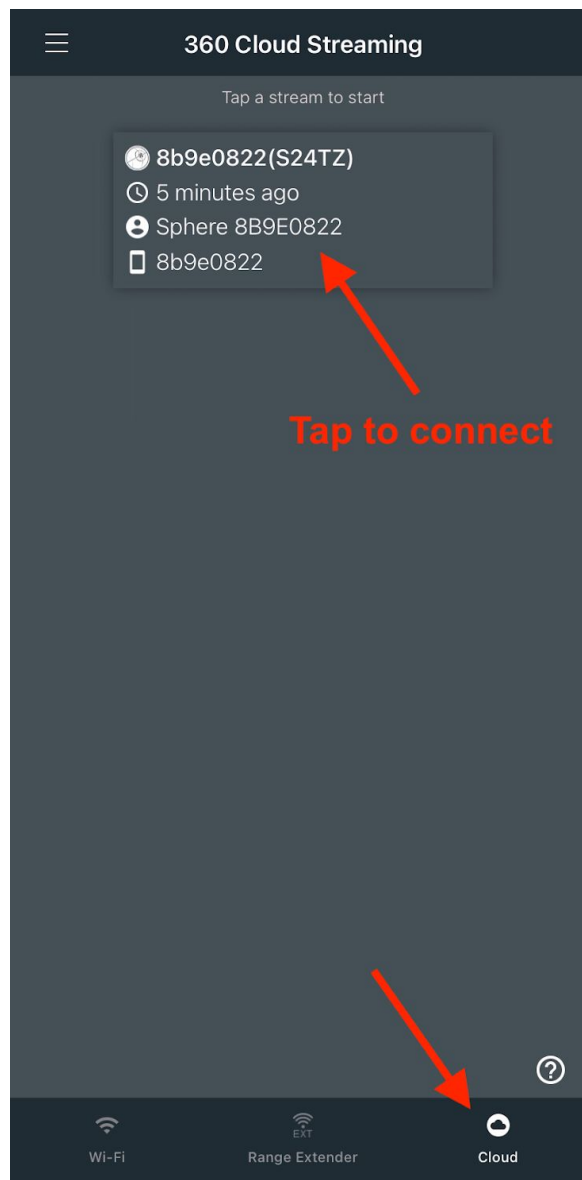 360 Cloud Streaming
Tap a stream to start
8b9e0822(S24TZ)
5 minutes ago
Sphere 8B9E0822
8b9e0822
Tap to connect
?
EXT
Wi-Fi
Range Extender
Cloud